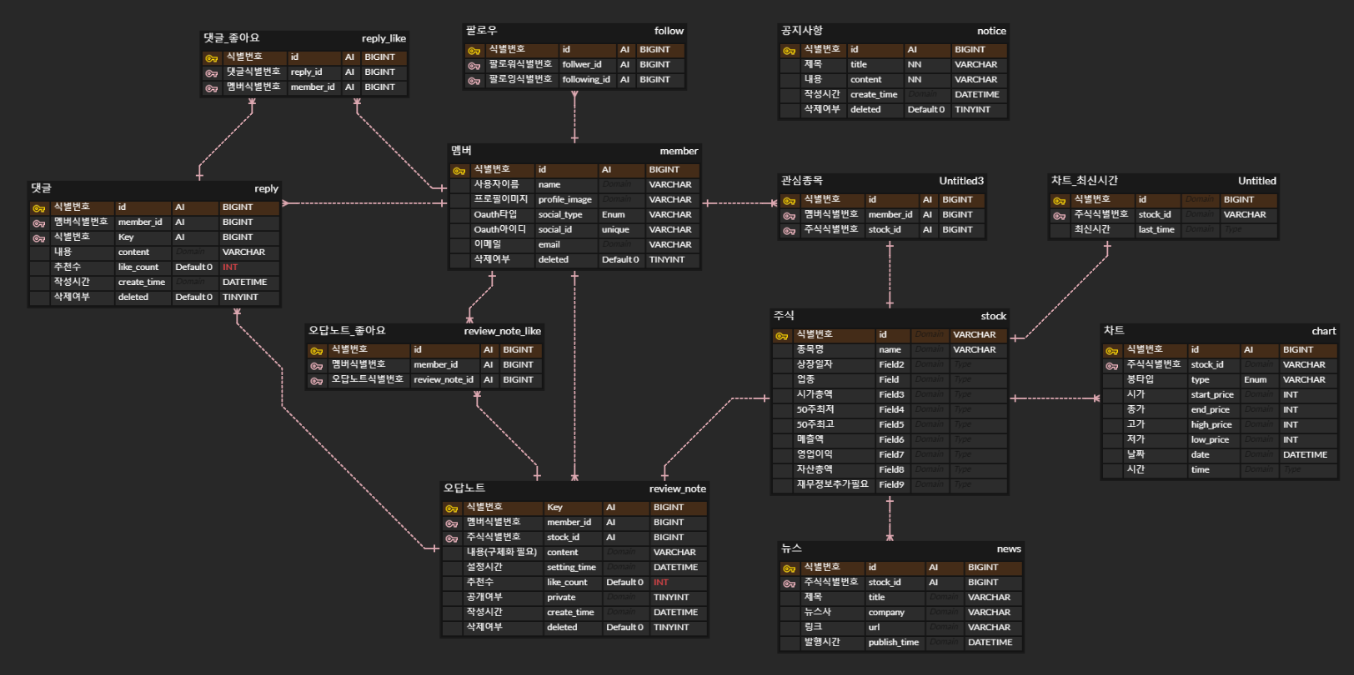 댓글_좋아요 reply_like
식별번호 id AI BIGINT
댓글식별번호 reply_id AI BIGINT
멤버식별번호 member_id AI BIGINT
팔로우 follow
식별번호 id AI BIGINT
팔로워식별번호 follwer_id AI BIGINT
팔로잉식별번호 following_id AI BIGINT
공지사항 notice
식별번호 id AI BIGINT
제목 title NN VARCHAR
내용 content NN VARCHAR
작성시간 create_time Domain DATETIME
삭제여부 deleted Default 0 TINYINT
멤버 member
식별번호 id AI BIGINT
사용자이름 name Domain VARCHAR
프로필이미지 profile_image Domain VARCHAR
Oauth타입 social_type Enum VARCHAR
Oauth아이디 social_id unique VARCHAR
이메일 email Domain VARCHAR
삭제여부 deleted Default 0 TINYINT
댓글 reply
식별번호 id AI BIGINT
멤버식별번호 member_id AI BIGINT
식별번호 Key AI BIGINT
내용 content Domain VARCHAR
추천수 like_count Default 0 INT
작성시간 create_time Domain DATETIME
삭제여부 deleted Default 0 TINYINT
관심종목 Untitled3
식별번호 id AI BIGINT
멤버식별번호 member_id AI BIGINT
주식식별번호 stock_id AI BIGINT
차트_최신시간 Untitled
식별번호 id Domain BIGINT
주식식별번호 stock_id Domain VARCHAR
최신시간 last_time Domain Type
오답노트_좋아요 review_note_like
식별번호 id AI BIGINT
멤버식별번호 member_id AI BIGINT
오답노트식별번호 review_note_id AI BIGINT
주식 stock
식별번호 id Domain VARCHAR
종목명 name Domain VARCHAR
상장일자 Field2 Domain Type
업종 Field Domain Type
시가총액 Field3 Domain Type
50주최저 Field4 Domain Type
50주최고 Field5 Domain Type
매출액 Field6 Domain Type
영업이익 Field7 Domain Type
자산총액 Field8 Domain Type
재무정보추가필요 Field9 Domain Type
차트 chart
식별번호 id AI BIGINT
주식식별번호 stock_id Domain VARCHAR
봉타입 type Enum VARCHAR
시가 start_price Domain INT
종가 end_price Domain INT
고가 high_price Domain INT
저가 low_price Domain INT
날짜 date Domain DATETIME
시간 time Domain Type
오답노트 review_note
식별번호 Key AI BIGINT
멤버식별번호 member_id AI BIGINT
주식식별번호 stock_id AI BIGINT
내용(구체화 필요) content Domain VARCHAR
설정시간 setting_time Domain DATETIME
추천수 like_count Default 0 INT
공개여부 private Domain TINYINT
작성시간 create_time Domain DATETIME
삭제여부 deleted Default 0 TINYINT
뉴스 news
식별번호 id AI BIGINT
주식식별번호 stock_id AI BIGINT
제목 title Domain VARCHAR
뉴스사 company Domain VARCHAR
링크 url Domain VARCHAR
발행시간 publish_time Domain DATETIME